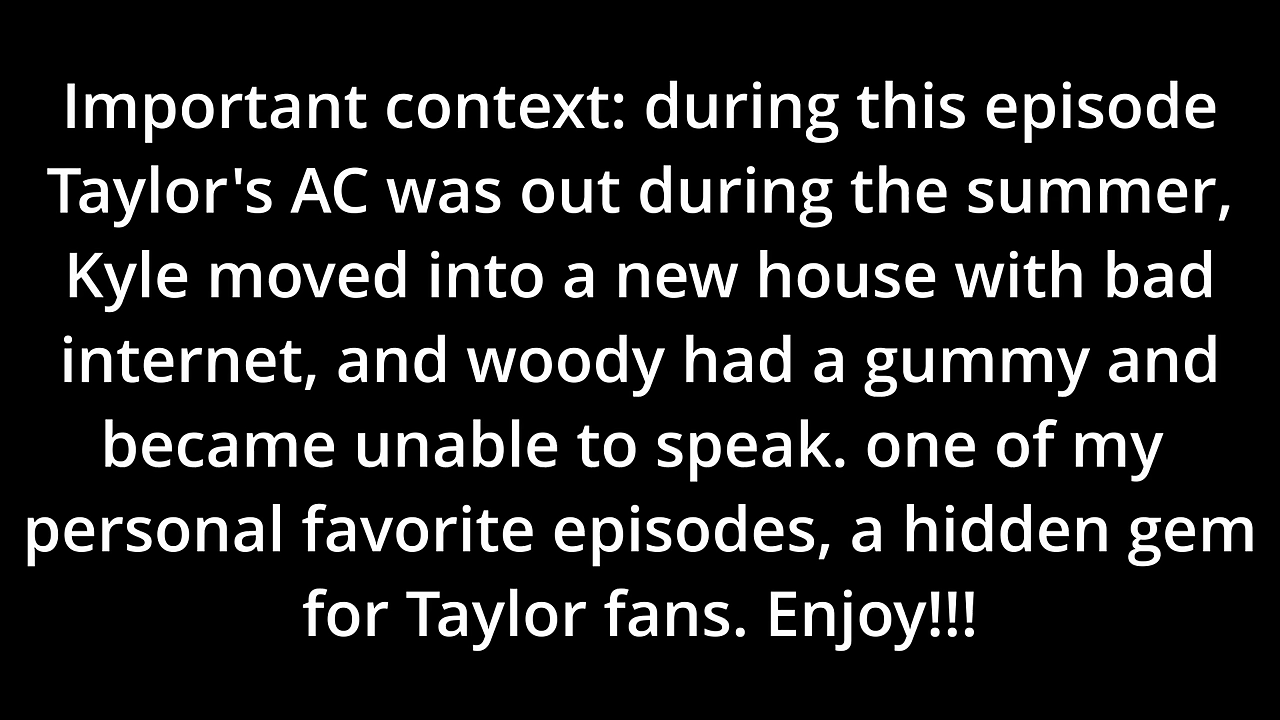 Important context: during this episode
Taylor's AC was out during the summer,
Kyle moved into a new house with bad
internet, and woody had a gummy and
became unable to speak. one of my
personal favorite episodes, a hidden gem
for Taylor fans. Enjoy!!!